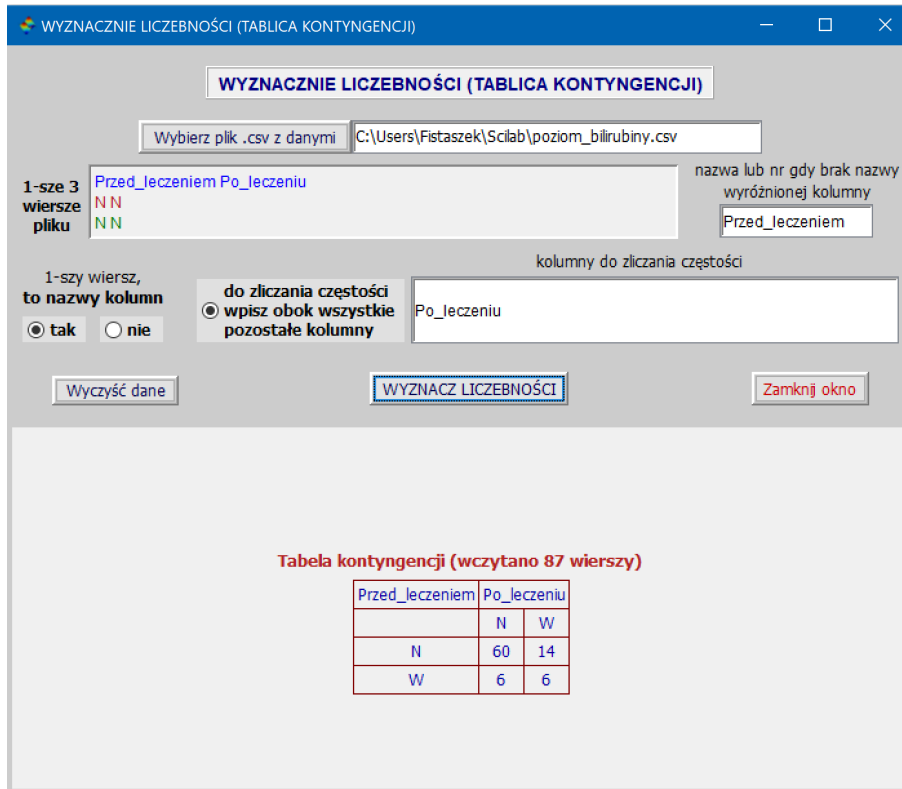 WYZNACZNIE LICZEBNOŚCI (TABLICA KONTYNGENCJI)
WYZNACZNIE LICZEBNOŚCI (TABLICA KONTYNGENCJI)
Wybierz plik .csv z danymi C:\Users\Fistaszek\Scilab\poziom_bilirubiny.csv
1-sze 3
wiersze
pliku
Przed_leczeniem Po_leczeniu
N N
N N
nazwa lub nr gdy brak nazwy
wyróżnionej kolumny
Przed_leczeniem
1-szy wiersz,
to nazwy kolumn
tak nie
do zliczania częstości
wpisz obok wszystkie
pozostałe kolumny
kolumny do zliczania częstości
Po_leczeniu
Wyczyść dane WYZNACZ LICZEBNOŚCI Zamknij okno
Tabela kontyngencji (wczytano 87 wierszy)
Przed_leczeniem Po_leczeniu
N W
N 60 14
W 6 6